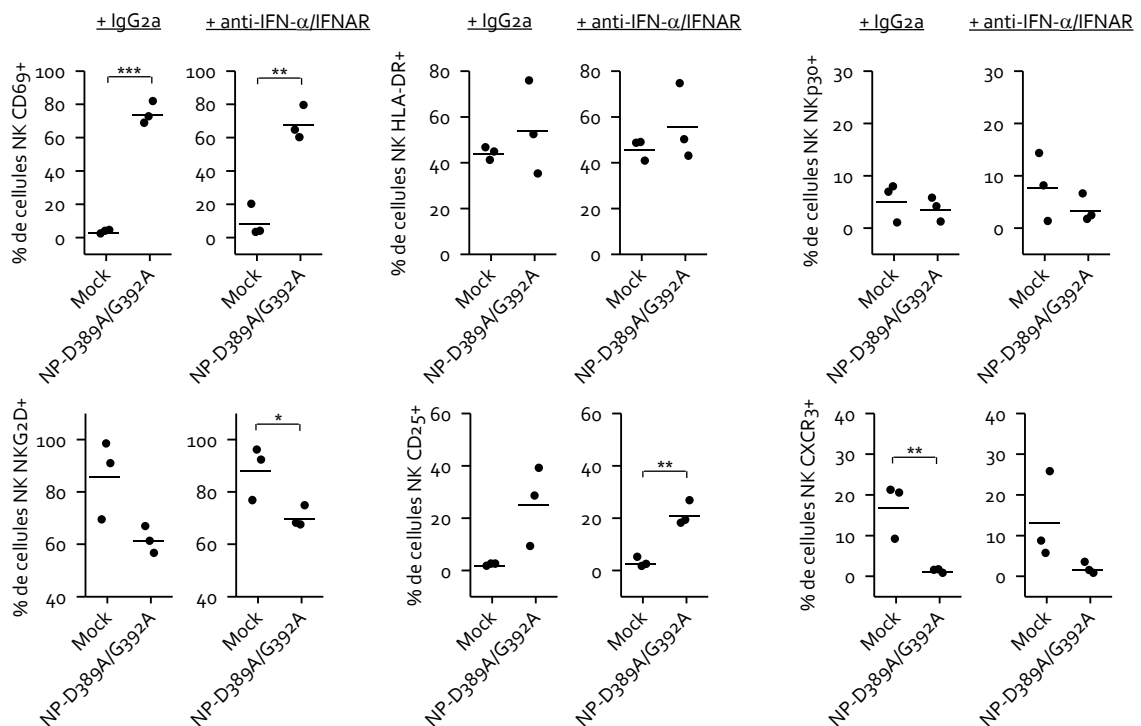 + IgG2a
+ anti-IFN-α/IFNAR
% de cellules NK CD69+
100
80
60
40
20
0
***
Mock
NP-D389A/G392A
100
80
60
40
20
0
**
Mock
NP-D389A/G392A
+ IgG2a
+ anti-IFN-α/IFNAR
% de cellules NK HLA-DR+
80
60
40
20
0
Mock
NP-D389A/G392A
80
60
40
20
0
Mock
NP-D389A/G392A
+ IgG2a
+ anti-IFN-α/IFNAR
% de cellules NK NKp30+
30
20
10
0
Mock
NP-D389A/G392A
30
20
10
0
Mock
NP-D389A/G392A
% de cellules NK NKG2D+
100
80
60
40
Mock
NP-D389A/G392A
100
80
60
40
*
Mock
NP-D389A/G392A
% de cellules NK CD25+
60
40
20
0
Mock
NP-D389A/G392A
60
40
20
0
**
Mock
NP-D389A/G392A
% de cellules NK CXCR3+
40
30
20
10
0
**
Mock
NP-D389A/G392A
40
30
20
10
0
Mock
NP-D389A/G392A